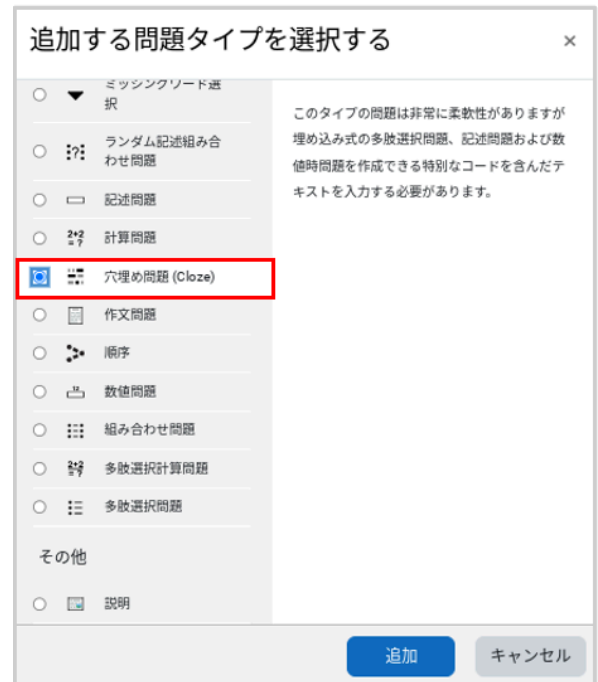 追加する問題タイプを選択する
×
ミッシングワード選
択
ランダム記述組み合
わせ問題
記述問題
2+2
= ?
計算問題
穴埋め問題 (Cloze)
作文問題
順序
12
数値問題
組み合わせ問題
2+2
= ?
多肢選択計算問題
多肢選択問題
その他
説明
このタイプの問題は非常に柔軟性がありますが
埋め込み式の多肢選択問題、記述問題および数
値時問題を作成できる特別なコードを含んだテ
キストを入力する必要があります。
追加
キャンセル